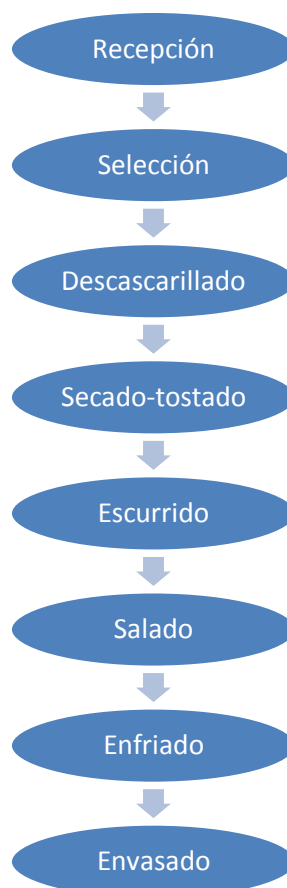 Recepción
Selección
Descascarillado
Secado-tostado
Escurrido
Salado
Enfriado
Envasado